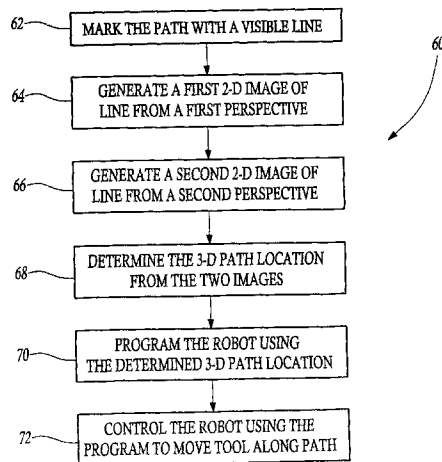 62
MARK THE PATH WITH A VISIBLE LINE
60
64
GENERATE A FIRST 2-D IMAGE OF
LINE FROM A FIRST PERSPECTIVE
66
GENERATE A SECOND 2-D IMAGE OF
LINE FROM A SECOND PERSPECTIVE
68
DETERMINE THE 3-D PATH LOCATION
FROM THE TWO IMAGES
70
PROGRAM THE ROBOT USING
THE DETERMINED 3-D PATH LOCATION
72
CONTROL THE ROBOT USING THE
PROGRAM TO MOVE TOOL ALONG PATH